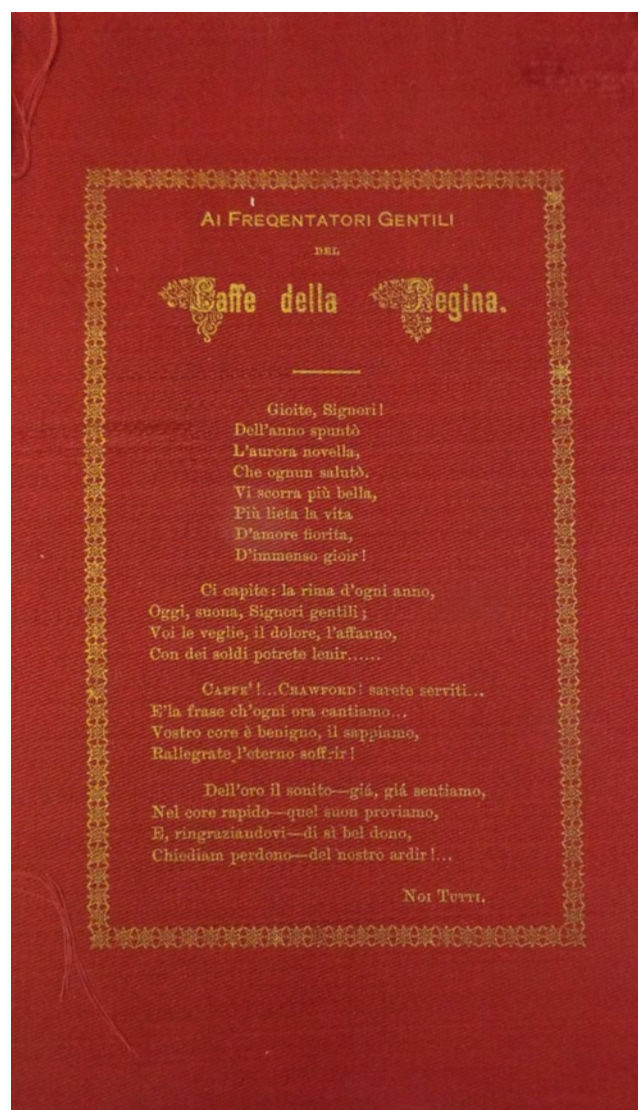 AI FREQENTATORI GENTILI
DEL
Caffe della Regina.
Gioite, Signori!
Dell'anno spuntò
L'aurora novella,
Che ognun salutò.
Vi scorra più bella,
Più lieta la vita
D'amore fiorita,
D'immenso gioir!
Ci capite: la rima d'ogni anno,
Oggi, suona, Signori gentili;
Voi le veglie, il dolore, l'affanno,
Con dei soldi potrete lenir......
CAFFE'!...CRAWFORD! sarete serviti...
E'la frase ch'ogni ora cantiamo...
Vostro core è benigno, il sappiamo,
Rallegrate l'eterno soffrir!
Dell'oro il sonito—giá, giá sentiamo,
Nel core rapido—quel suon proviamo,
E, ringraziandovi—di sì bel dono,
Chiediam perdono—del nostro ardir!...
NOI TUTTI.